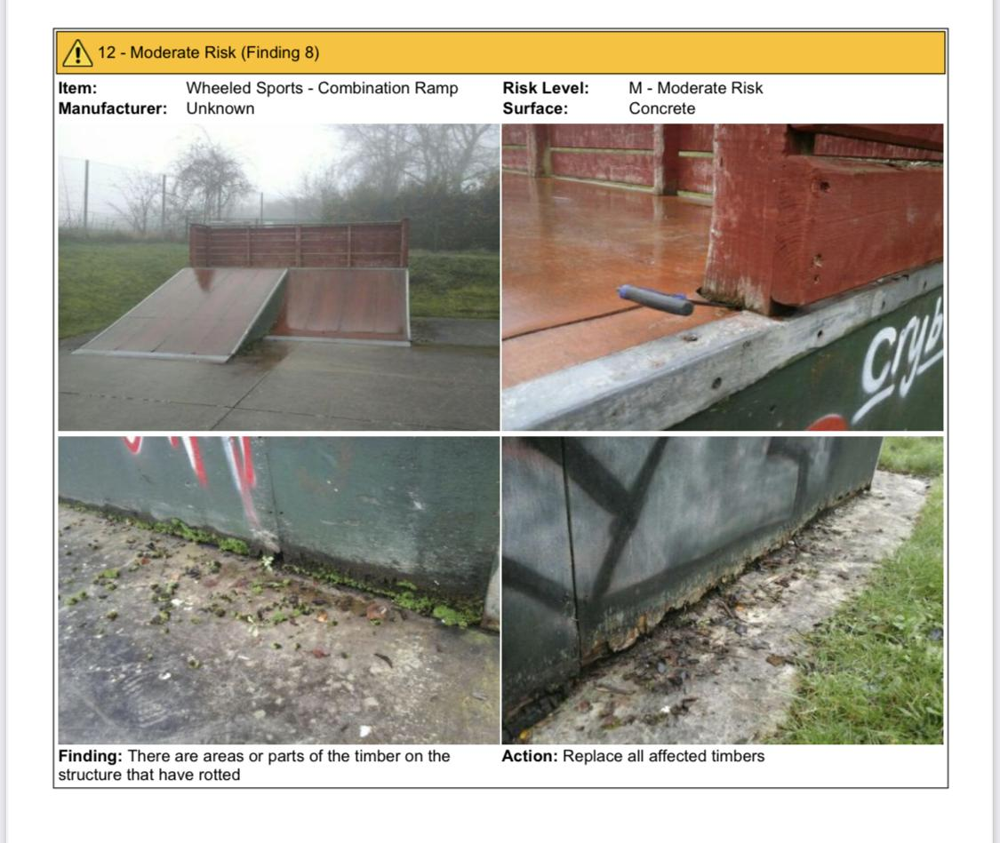 12 - Moderate Risk (Finding 8)
Item: Wheeled Sports - Combination Ramp Risk Level: M - Moderate Risk
Manufacturer: Unknown Surface: Concrete
Finding: There are areas or parts of the timber on the
structure that have rotted
Action: Replace all affected timbers